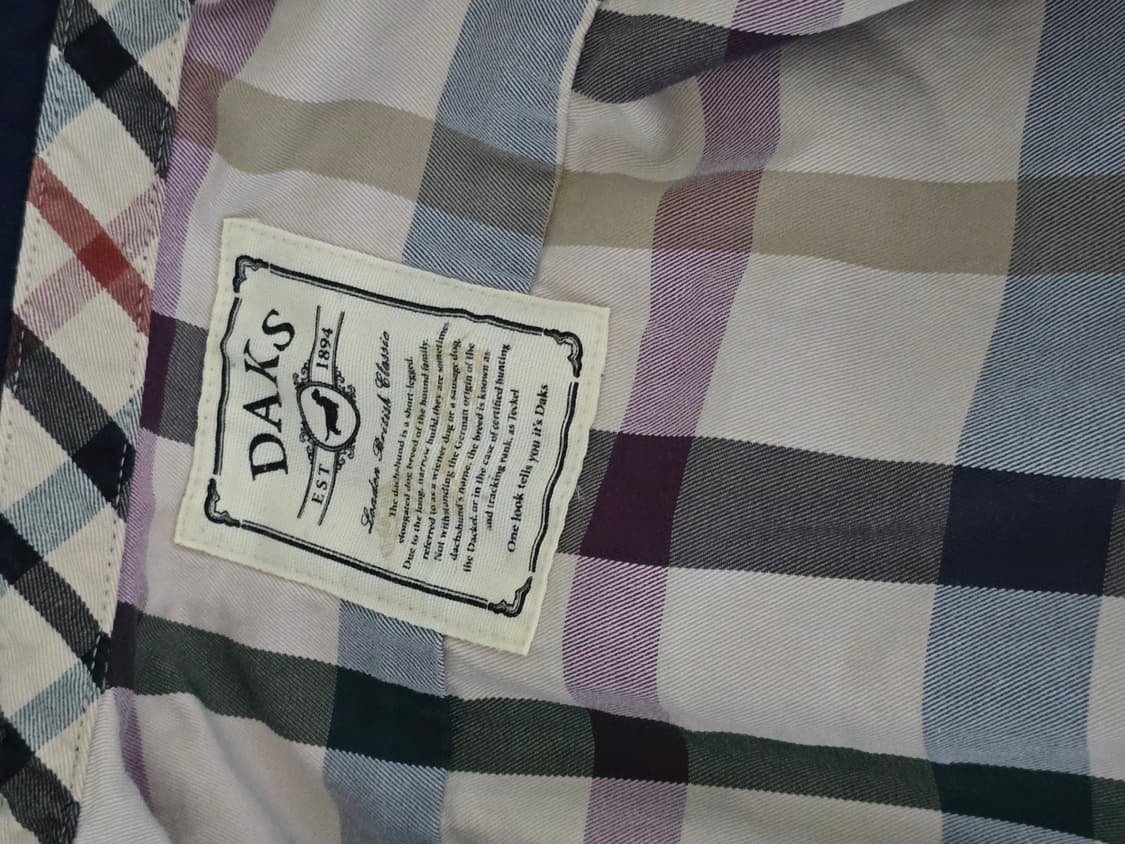 DAKS
EST 1894
London British Classic
The dachshund is a short-legged,
elongated dog breed of the hound family.
Due to the long, narrow build, they are sometimes
referred to as a wiener dog or a sausage dog.
Not withstanding the German origin of the
dachshund's name, the breed is known as
the Dackel, or in the case of certified hunting
and tracking rank, as Teckel
One look tells you it's Daks